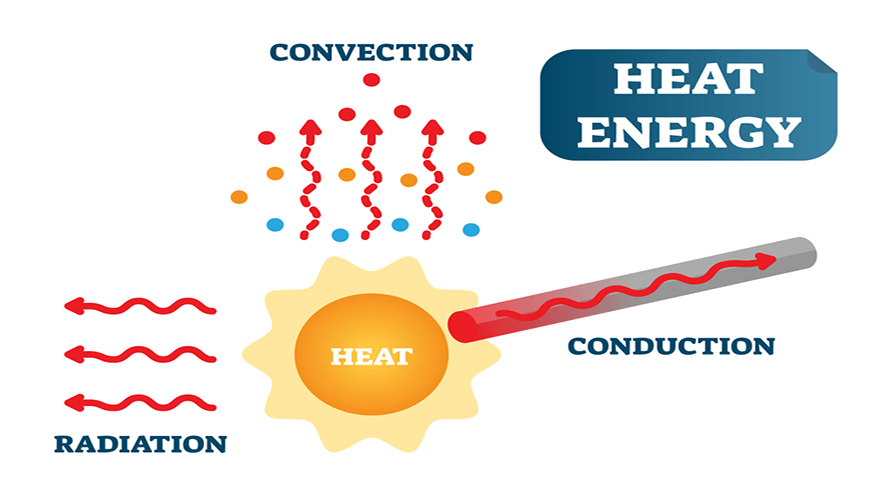 CONVECTION
HEAT
ENERGY
HEAT
CONDUCTION
RADIATION